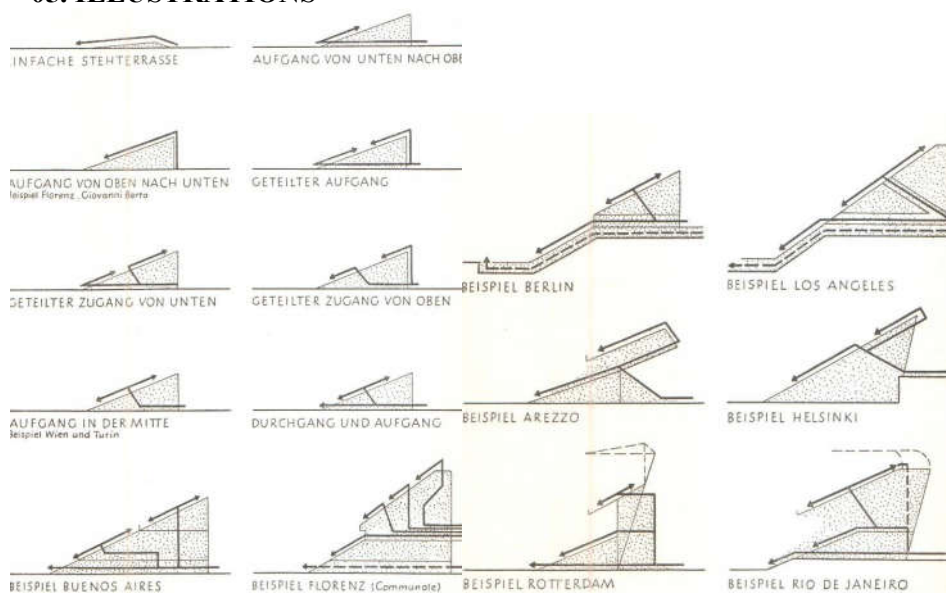 05. ILLUSTRATIONS
EINFACHE STEHTERRASSE
AUFGANG VON UNTEN NACH OBE
AUFGANG VON OBEN NACH UNTEN
Beispiel Florenz, Giovanni Berta
GETEILTER AUFGANG
GETEILTER ZUGANG VON UNTEN
GETEILTER ZUGANG VON OBEN
BEISPIEL BERLIN
BEISPIEL LOS ANGELES
AUFGANG IN DER MITTE
Beispiel Wien und Turin
DURCHGANG UND AUFGANG
BEISPIEL AREZZO
BEISPIEL HELSINKI
BEISPIEL BUENOS AIRES
BEISPIEL FLORENZ (Communale)
BEISPIEL ROTTERDAM
BEISPIEL RIO DE JANEIRO